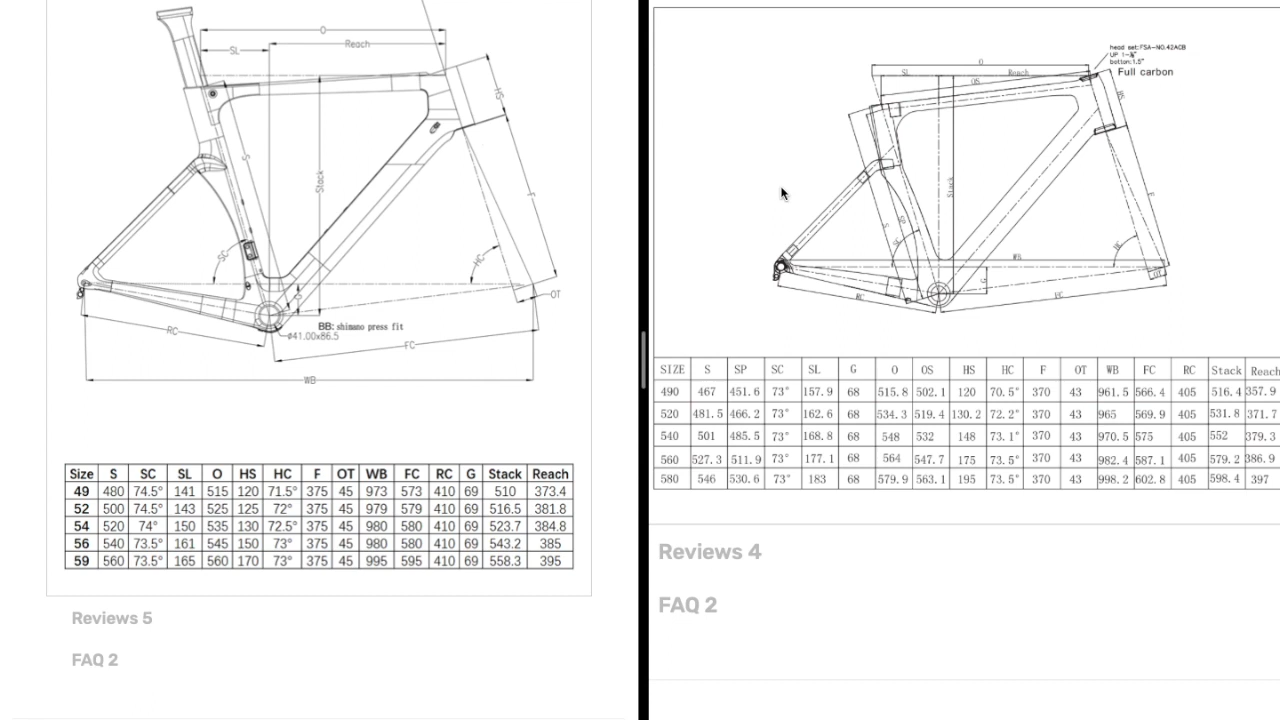 O
SL
Reach
HS
S
Stack
F
SC
HC
G
OT
BB: shinano press fit
ø41.00x86.5
RC
FC
WB
Size S SC SL O HS HC F OT WB FC RC G Stack Reach
49 480 74.5° 141 515 120 71.5° 375 45 973 573 410 69 510 373.4
52 500 74.5° 143 525 125 72° 375 45 979 579 410 69 516.5 381.8
54 520 74° 150 535 130 72.5° 375 45 980 580 410 69 523.7 384.8
56 540 73.5° 161 545 150 73° 375 45 980 580 410 69 543.2 385
59 560 73.5° 165 560 170 73° 375 45 995 595 410 69 558.3 395
Reviews 5
FAQ 2
head set:FSA-NO.42ACB
UP 1-⅛"
botton:1.5"
Full carbon
O
SL
Reach
OS
HS
Stack
F
S
SP
SC
HC
WB
G
OT
RC
FC
SIZE S SP SC SL G O OS HS HC F OT WB FC RC Stack Reach
490 467 451.6 73° 157.9 68 515.8 502.1 120 70.5° 370 43 961.5 566.4 405 516.4 357.9
520 481.5 466.2 73° 162.6 68 534.3 519.4 130.2 72.2° 370 43 965 569.9 405 531.8 371.7
540 501 485.5 73° 168.8 68 548 532 148 73.1° 370 43 970.5 575 405 552 379.3
560 527.3 511.9 73° 177.1 68 564 547.7 175 73.5° 370 43 982.4 587.1 405 579.2 386.9
580 546 530.6 73° 183 68 579.9 563.1 195 73.5° 370 43 998.2 602.8 405 598.4 397
Reviews 4
FAQ 2